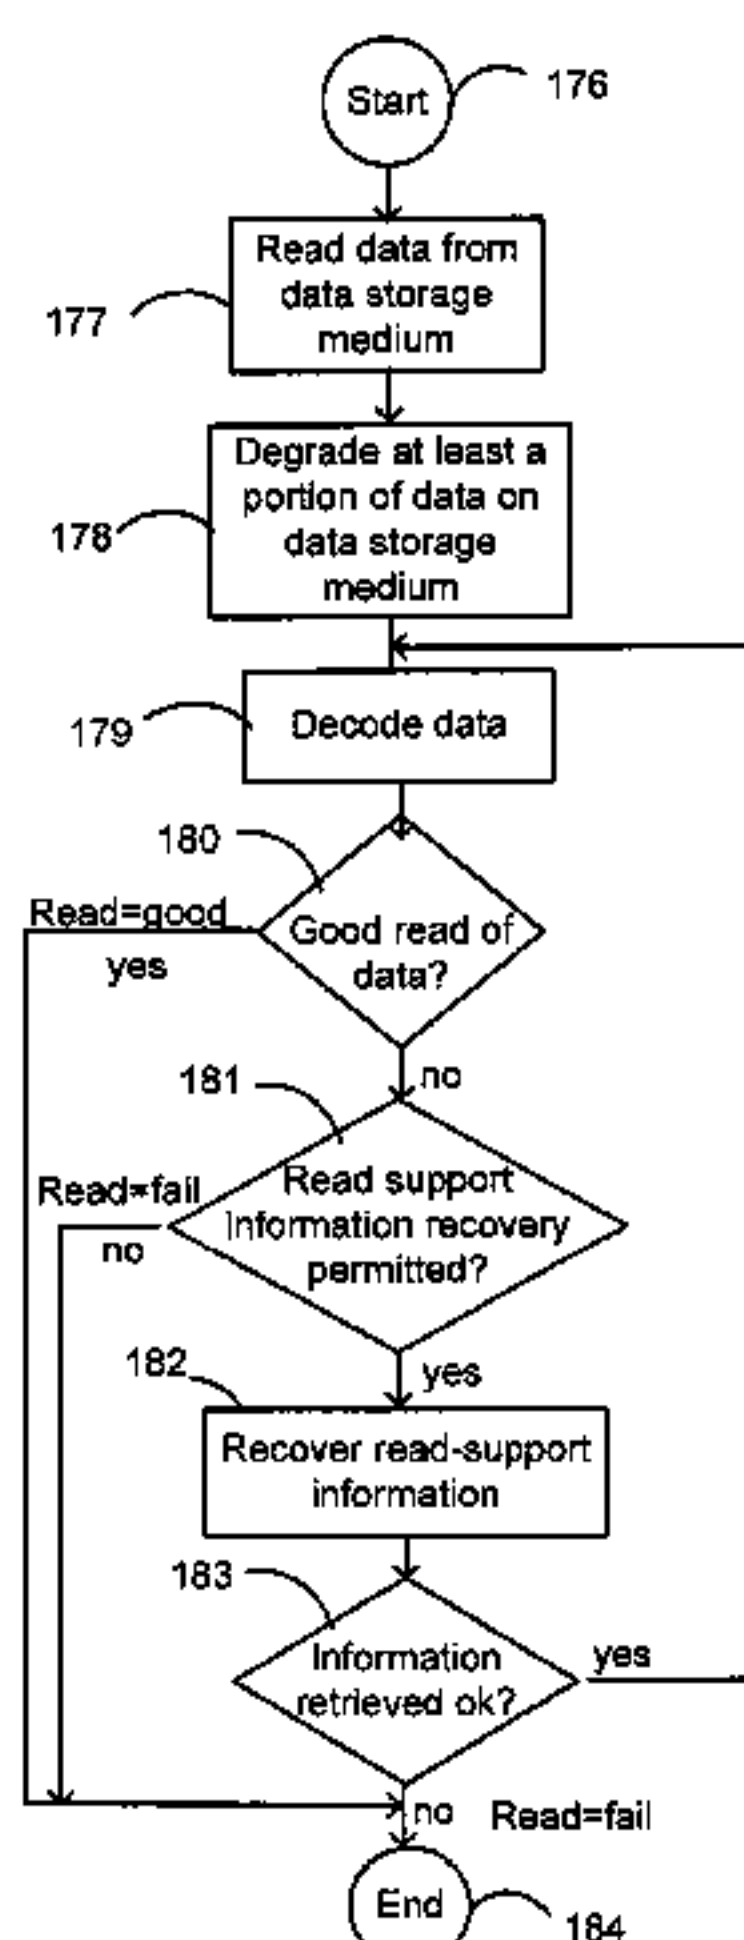 Start
176
Read data from
data storage
medium
177
Degrade at least a
portion of data on
data storage
medium
178
Decode data
179
180
Read=good
yes
Good read of
data?
no
181
Read=fail
no
Read support
Information recovery
permitted?
yes
182
Recover read-support
information
183
Information
retrieved ok?
yes
no
Read=fail
End
184